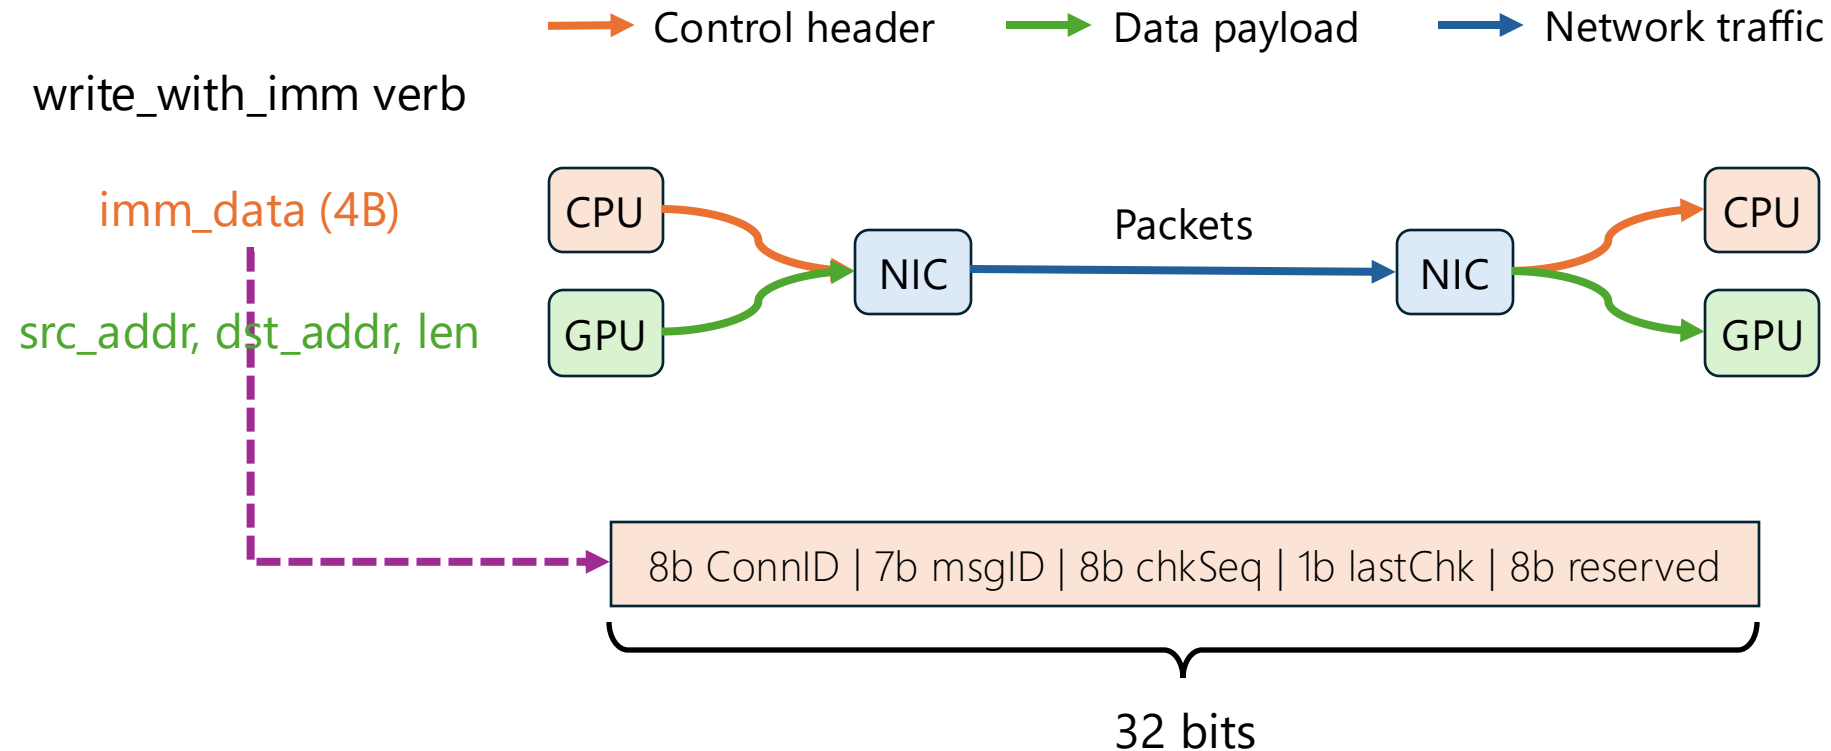 Control header
Data payload
Network traffic
write_with_imm verb
imm_data (4B)
src_addr, dst_addr, len
CPU
GPU
NIC
Packets
NIC
CPU
GPU
8b ConnID | 7b msgID | 8b chkSeq | 1b lastChk | 8b reserved
32 bits